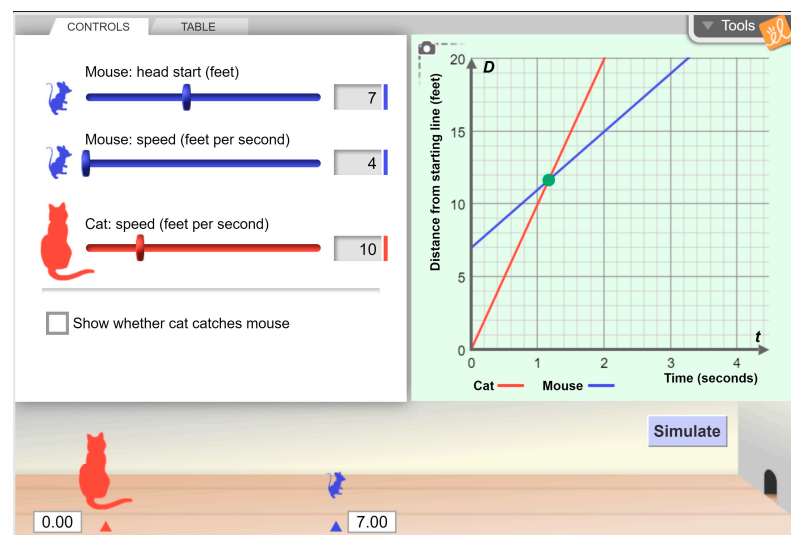 CONTROLS
TABLE
Tools
Mouse: head start (feet)
7
Mouse: speed (feet per second)
4
Cat: speed (feet per second)
10
Show whether cat catches mouse
Distance from starting line (feet)
D
20
15
10
5
0
0 1 2 3 4
t
Time (seconds)
Cat
Mouse
Simulate
0.00
7.00